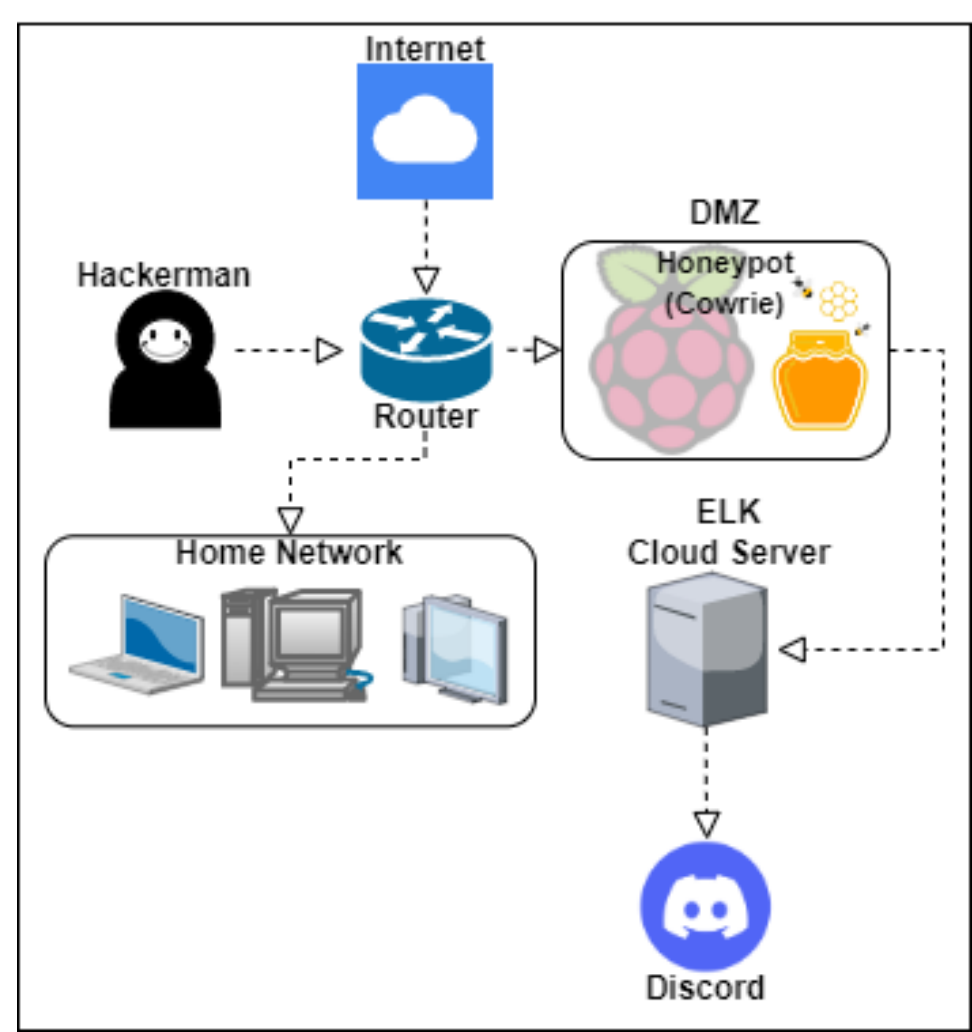 Internet
DMZ
Honeypot
(Cowrie)
Hackerman
Router
ELK
Cloud Server
Home Network
Discord